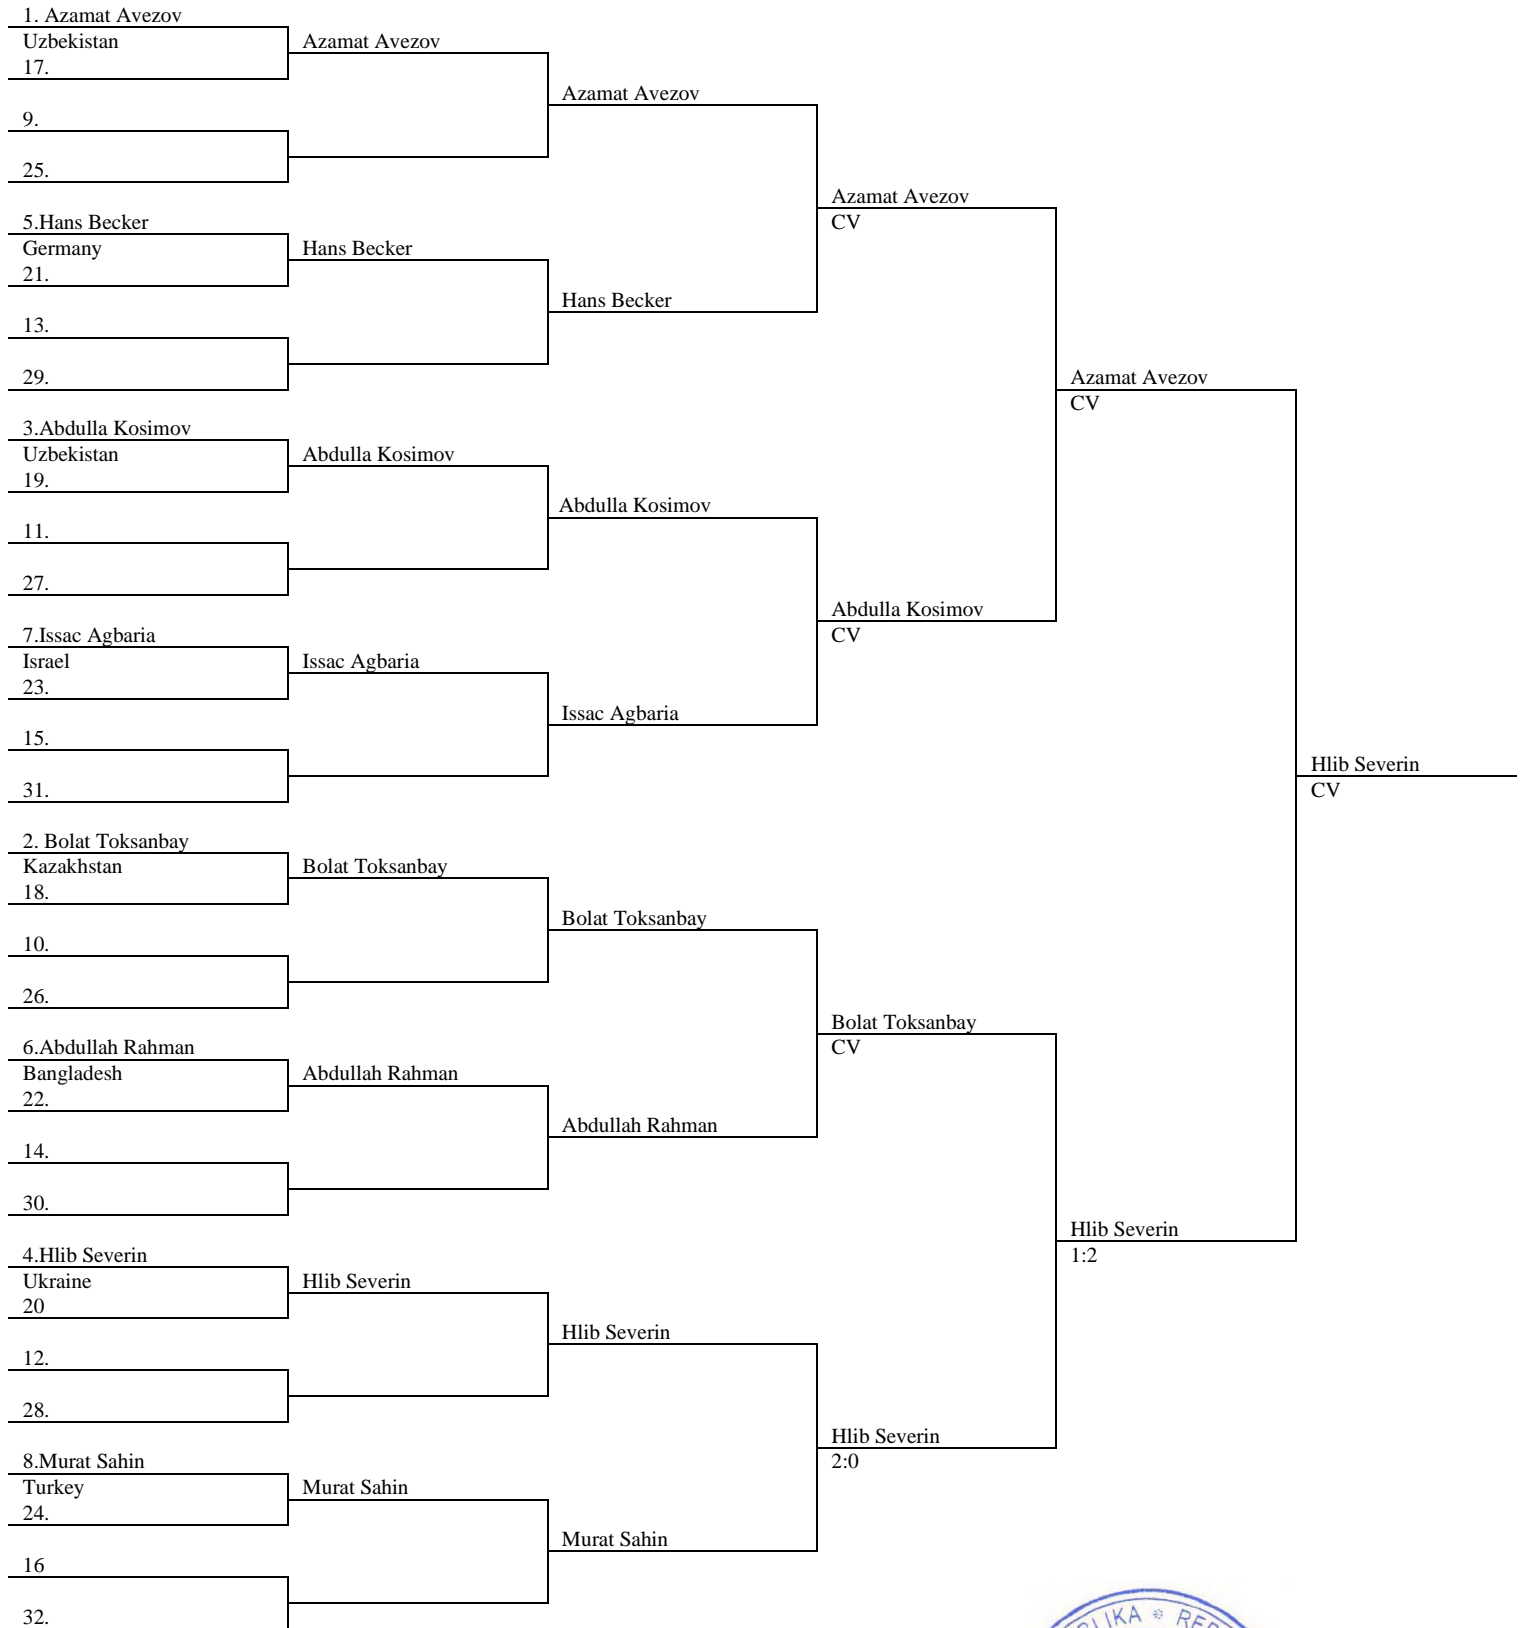 1. Azamat Avezov
Uzbekistan
Azamat Avezov
17.
Azamat Avezov
9.
25.
Azamat Avezov
CV
5.Hans Becker
Germany
Hans Becker
21.
Hans Becker
13.
29.
Azamat Avezov
CV
3.Abdulla Kosimov
Uzbekistan
Abdulla Kosimov
19.
Abdulla Kosimov
11.
27.
Abdulla Kosimov
CV
7.Issac Agbaria
Israel
Issac Agbaria
23.
Issac Agbaria
15.
31.
Hlib Severin
CV
2. Bolat Toksanbay
Kazakhstan
Bolat Toksanbay
18.
Bolat Toksanbay
10.
26.
Bolat Toksanbay
CV
6.Abdullah Rahman
Bangladesh
Abdullah Rahman
22.
Abdullah Rahman
14.
30.
Hlib Severin
1:2
4.Hlib Severin
Ukraine
Hlib Severin
20
Hlib Severin
12.
28.
Hlib Severin
2:0
8.Murat Sahin
Turkey
Murat Sahin
24.
Murat Sahin
16
32.